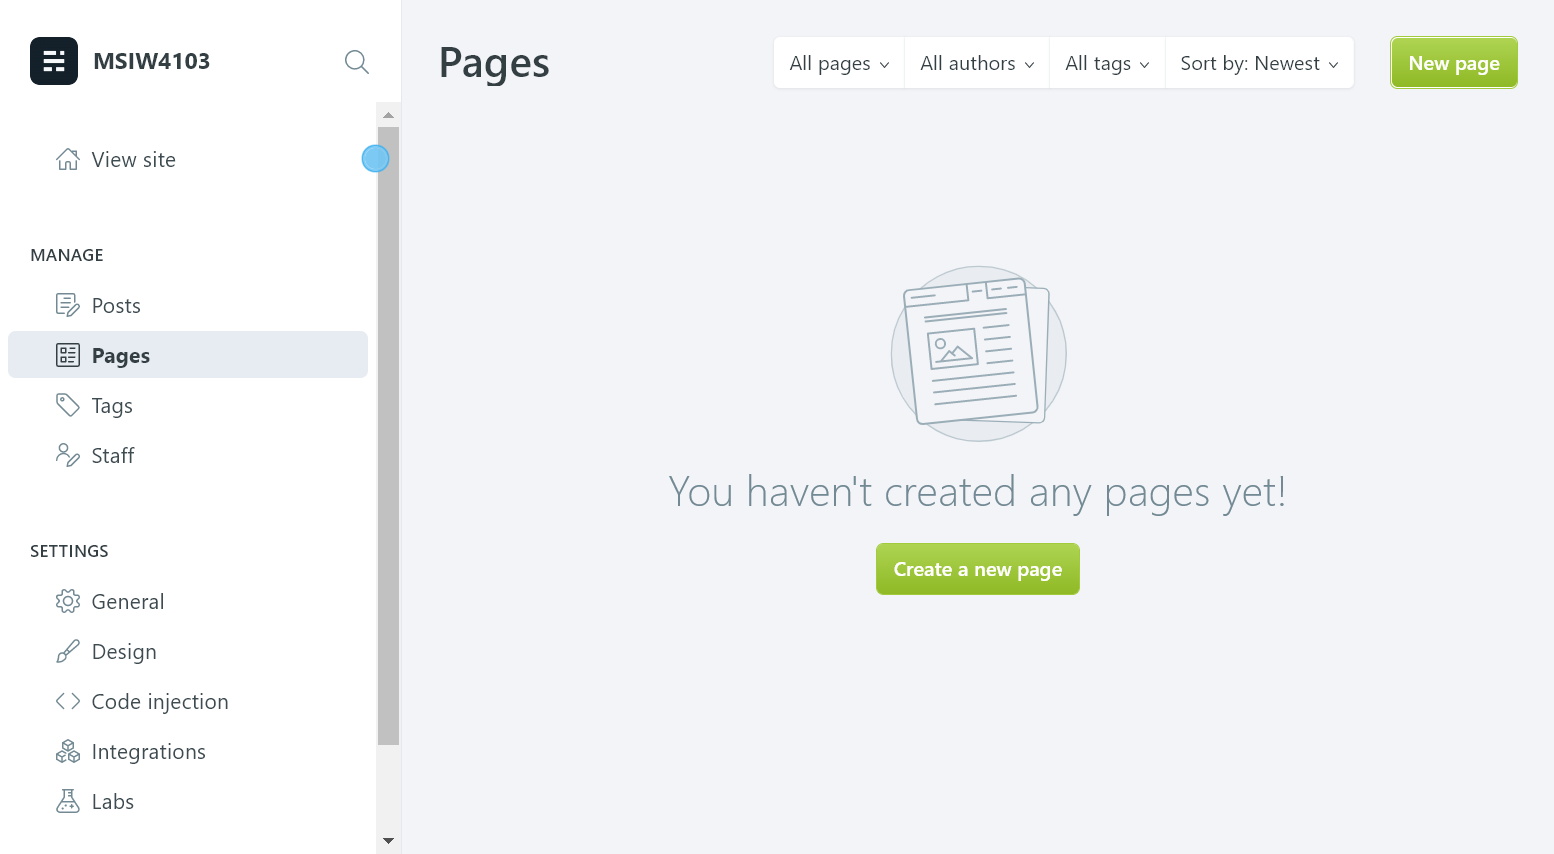 MSIW4103
View site
MANAGE
Posts
Pages
Tags
Staff
SETTINGS
General
Design
Code injection
Integrations
Labs
Pages
All pages
All authors
All tags
Sort by: Newest
New page
You haven't created any pages yet!
Create a new page